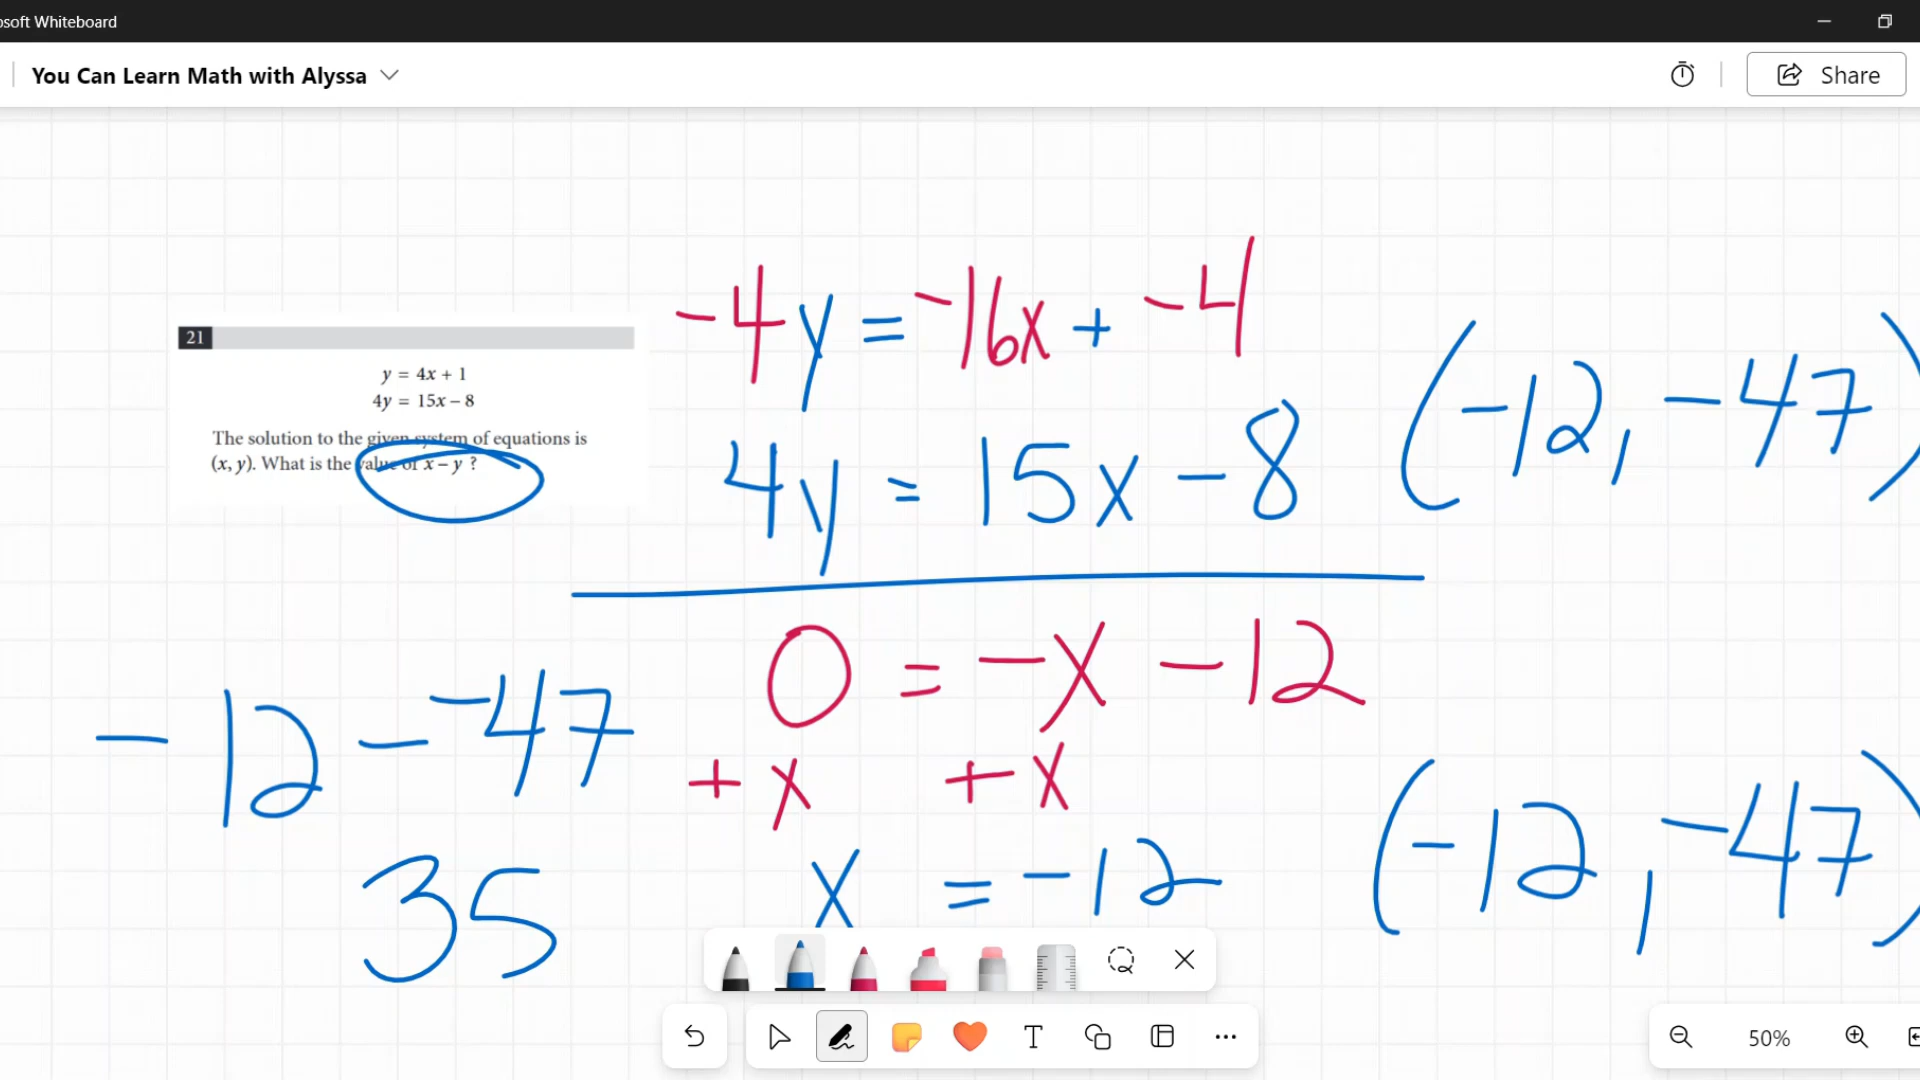 osoft Whiteboard
You Can Learn Math with Alyssa
Share
21
y = 4x + 1
4y = 15x – 8
The solution to the given system of equations is
(x, y). What is the value of x – y ?
-4y = -16x + -4
4y = 15x - 8
0 = -x - 12
+x +x
x = -12
(-12, -47)
(-12, -47)
-12 - -47
35
T
50%